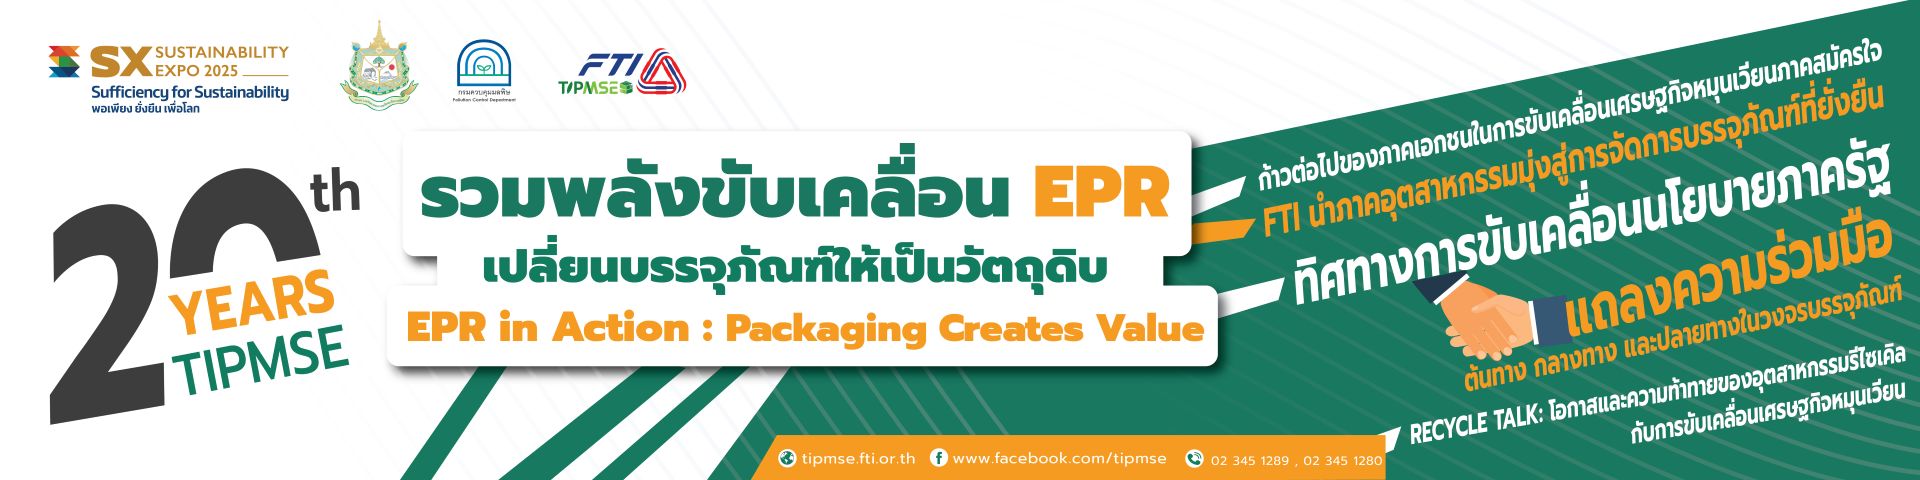 SX SUSTAINABILITY
EXPO 2025
Sufficiency for Sustainability
พอเพียง ยั่งยืน เพื่อโลก
กรมควบคุมมลพิษ
Pollution Control Department
FTI
TIPMSE
20th
YEARS
TIPMSE
รวมพลังขับเคลื่อน EPR
เปลี่ยนบรรจุภัณฑ์ให้เป็นวัตถุดิบ
EPR in Action : Packaging Creates Value
ก้าวต่อไปของภาคเอกชนในการขับเคลื่อนเศรษฐกิจหมุนเวียนภาคสมัครใจ
FTI นำภาคอุตสาหกรรมมุ่งสู่การจัดการบรรจุภัณฑ์ที่ยั่งยืน
ทิศทางการขับเคลื่อนนโยบายภาครัฐ
แถลงความร่วมมือ
ต้นทาง กลางทาง และปลายทางในวงจรบรรจุภัณฑ์
RECYCLE TALK: โอกาสและความท้าทายของอุตสาหกรรมรีไซเคิล
กับการขับเคลื่อนเศรษฐกิจหมุนเวียน
tipmse.fti.or.th www.facebook.com/tipmse 02 345 1289 , 02 345 1280